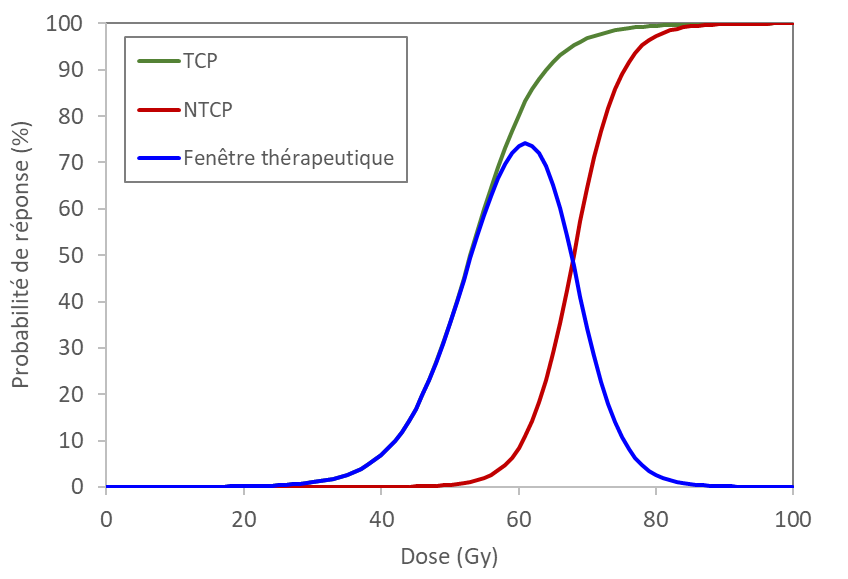 100
90
80
70
60
50
40
30
20
10
0
Probabilité de réponse (%)
TCP
NTCP
Fenêtre thérapeutique
0 20 40 60 80 100
Dose (Gy)